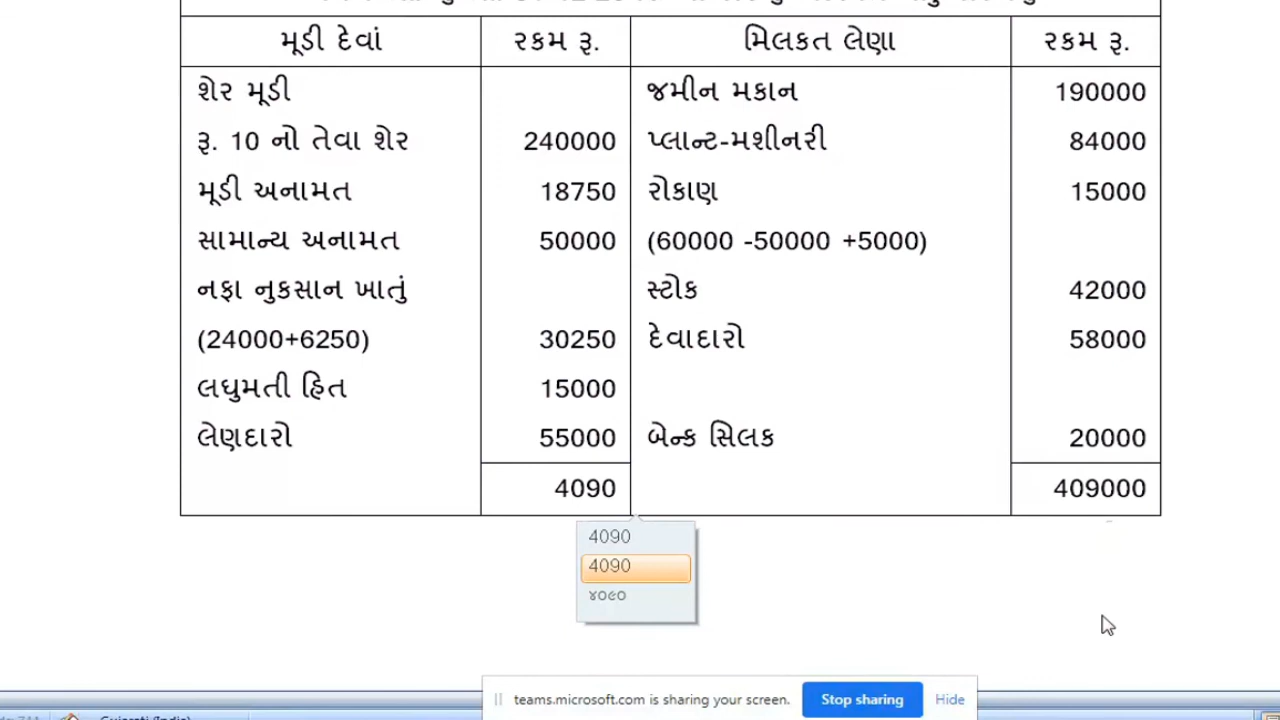 મૂડી દેવાં રકમ રૂ. મિલકત લેણા રકમ રૂ.
શેર મૂડી જમીન મકાન 190000
રૂ. 10 નો તેવા શેર 240000 પ્લાન્ટ-મશીનરી 84000
મૂડી અનામત 18750 રોકાણ 15000
સામાન્ય અનામત 50000 (60000 -50000 +5000)
નફા નુકસાન ખાતું સ્ટોક 42000
(24000+6250) 30250 દેવાદારો 58000
લઘુમતી હિત 15000
લેણદારો 55000 બેન્ક સિલક 20000
4090 409000
4090
4090
૪૦૯૦
teams.microsoft.com is sharing your screen. Stop sharing Hide
Gujarati (India)